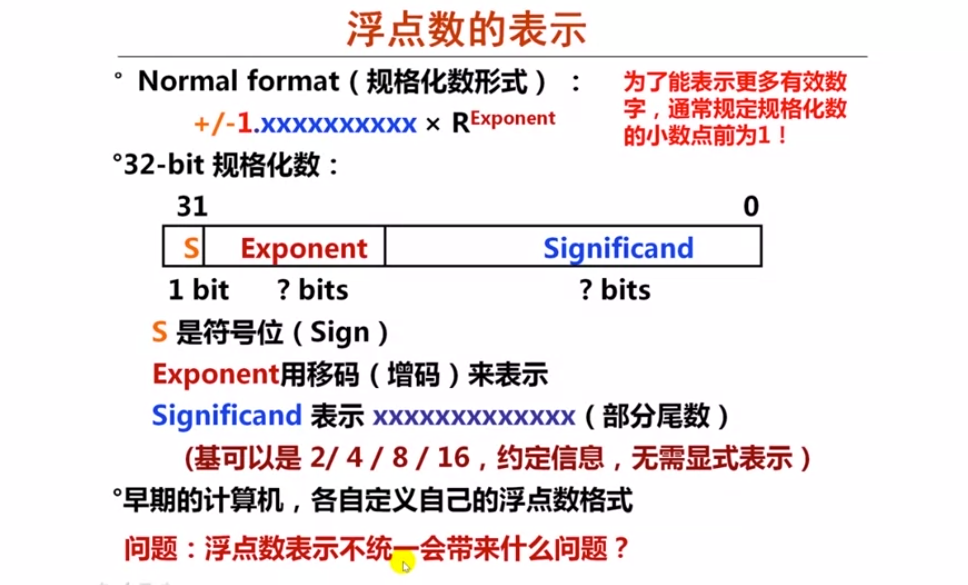 浮点数的表示
° Normal format（规格化数形式）：
为了能表示更多有效数
字，通常规定规格化数
的小数点前为1！
+/-1.xxxxxxxxxx × R^Exponent
°32-bit 规格化数：
31 0
S Exponent Significand
1 bit ? bits ? bits
S 是符号位（Sign）
Exponent用移码（增码）来表示
Significand 表示 xxxxxxxxxxxxx（部分尾数）
(基可以是 2/ 4 / 8 / 16，约定信息，无需显式表示）
°早期的计算机，各自定义自己的浮点数格式
问题：浮点数表示不统一会带来什么问题？